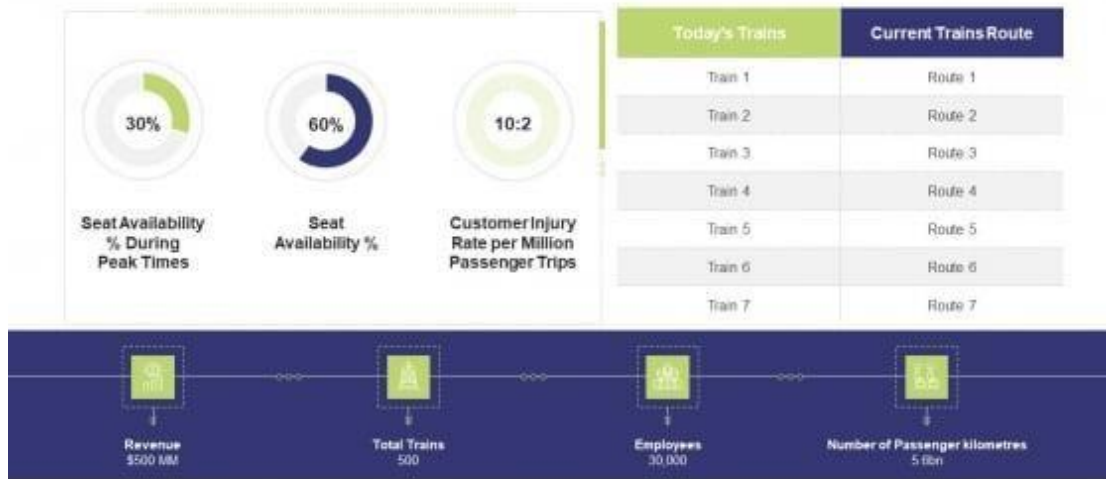 30%
60%
10:2
Seat Availability
% During
Peak Times
Seat
Availability %
Customer Injury
Rate per Million
Passenger Trips
Today's Trains Current Trains Route
Train 1 Route 1
Train 2 Route 2
Train 3 Route 3
Train 4 Route 4
Train 5 Route 5
Train 6 Route 6
Train 7 Route 7
Revenue
$500 MM
Total Trains
500
Employees
30,000
Number of Passenger kilometres
5.6bn